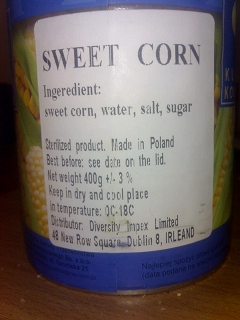 SWEET CORN
Ingeredient:
sweet corn, water, salt, sugar
Sterilized product. Made in Poland
Best before: see date on the lid.
Net weight 400g +/- 3 %
Keep in dry and cool place
In temperature: 0C-18C
Distributor: Diversity Impex Limited
48 New Row Square, Dublin 8, IRLEAND